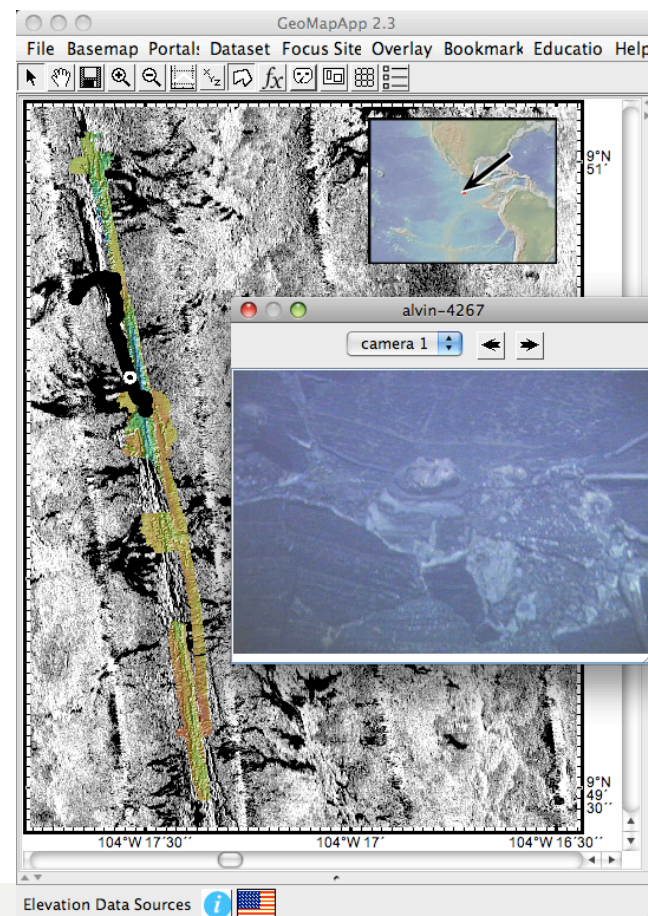 GeoMapApp 2.3
File Basemap Portal: Dataset Focus Site Overlay Bookmark Educatio Help
X Y Z fx
9°N
51´
alvin-4267
camera 1
9°N
49´
30´´
104°W 17´30´´ 104°W 17´ 104°W 16´30´´
Elevation Data Sources i